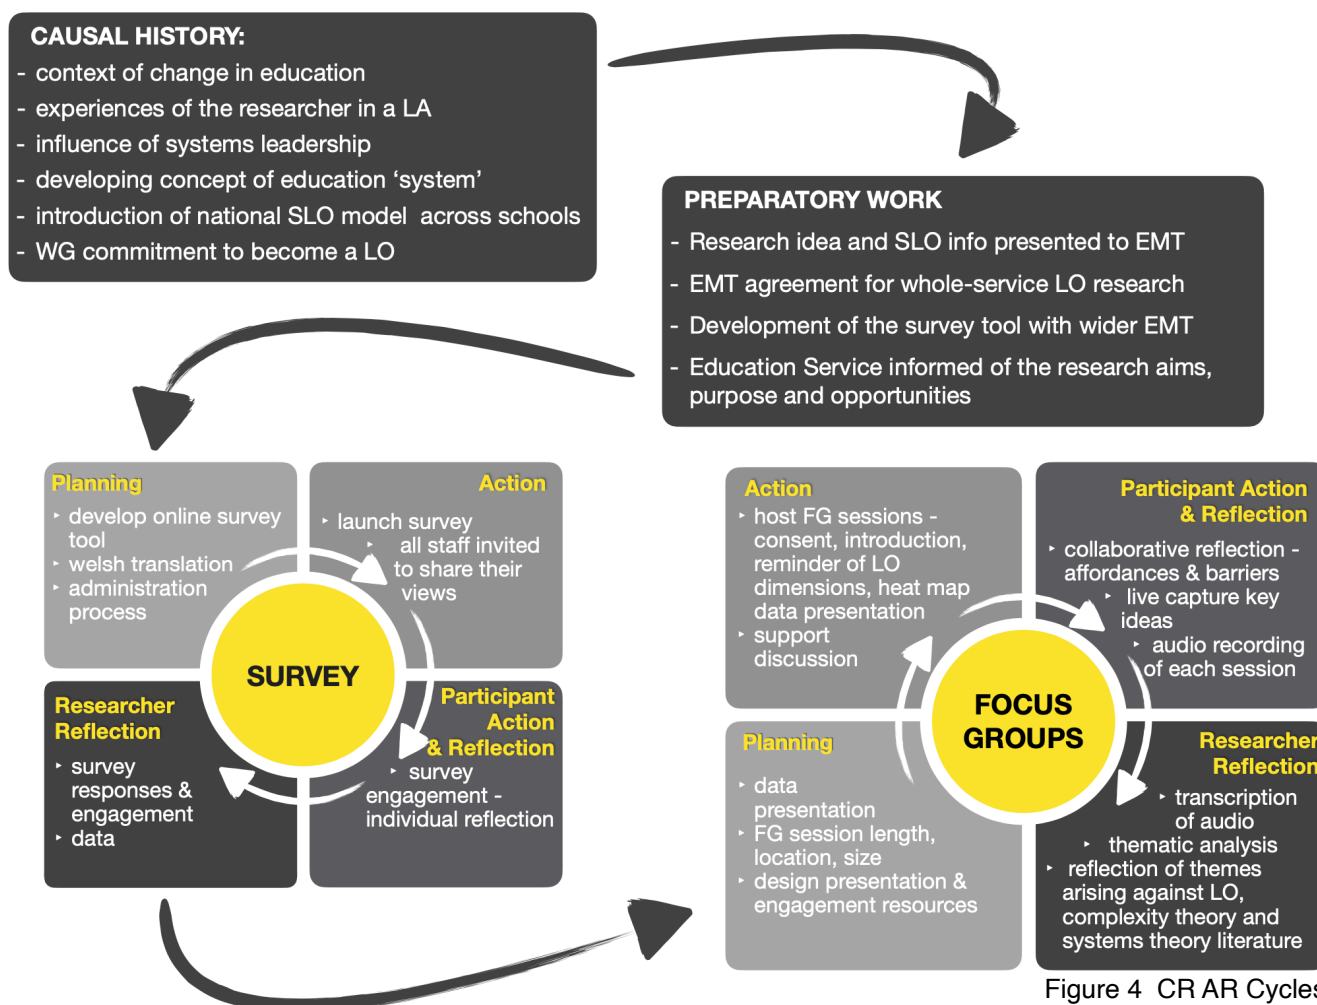 CAUSAL HISTORY:
- context of change in education
- experiences of the researcher in a LA
- influence of systems leadership
- developing concept of education ‘system’
- introduction of national SLO model across schools
- WG commitment to become a LO
PREPARATORY WORK
- Research idea and SLO info presented to EMT
- EMT agreement for whole-service LO research
- Development of the survey tool with wider EMT
- Education Service informed of the research aims,
purpose and opportunities
Planning
‣ develop online survey
tool
‣ welsh translation
‣ administration
process
Action
‣ launch survey
‣ all staff invited
to share their
views
SURVEY
Participant
Action
& Reflection
‣ survey
engagement -
individual reflection
Researcher
Reflection
‣ survey
responses &
engagement
‣ data
Planning
‣ data
presentation
‣ FG session length,
location, size
‣ design presentation &
engagement resources
Action
‣ host FG sessions -
consent, introduction,
reminder of LO
dimensions, heat map
data presentation
‣ support
discussion
FOCUS
GROUPS
Participant Action
& Reflection
‣ collaborative reflection -
affordances & barriers
‣ live capture key
ideas
‣ audio recording
of each session
Researcher
Reflection
‣ transcription
of audio
‣ thematic analysis
‣ reflection of themes
arising against LO,
complexity theory and
systems theory literature
Figure 4 CR AR Cycles